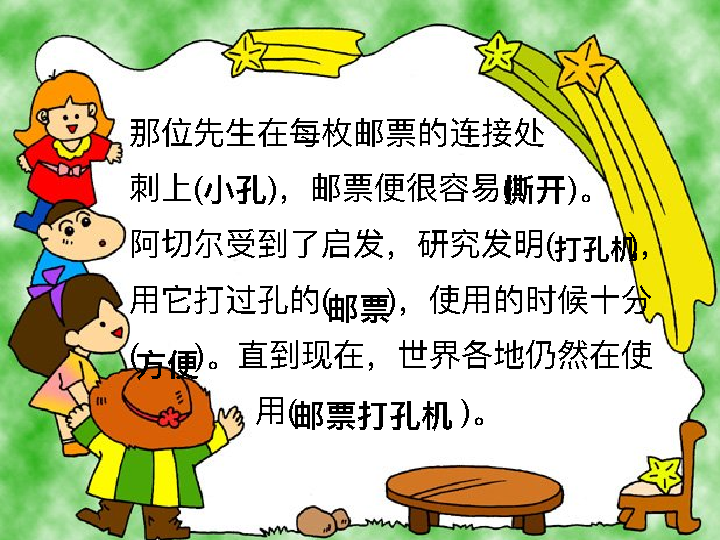 那位先生在每枚邮票的连接处
刺上(小孔)，邮票便很容易(撕开)。
阿切尔受到了启发，研究发明(打孔机)，
用它打过孔的(邮票)，使用的时候十分
(方便)。直到现在，世界各地仍然在使
用(邮票打孔机)。